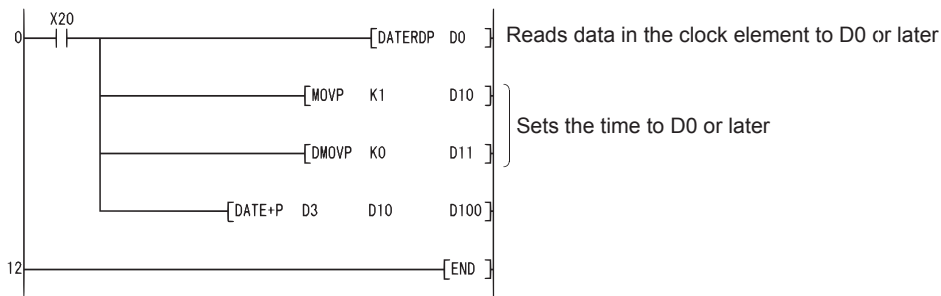 X20
0 [DATERDP D0 ] Reads data in the clock element to D0 or later
[MOVP K1 D10 ]
Sets the time to D0 or later
[DMOVP K0 D11 ]
[DATE+P D3 D10 D100 ]
12 [END ]